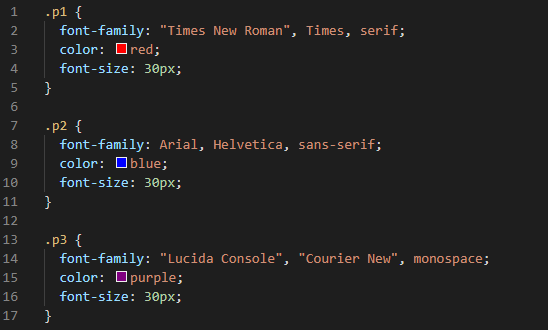 1 .p1 {
2 font-family: "Times New Roman", Times, serif;
3 color: red;
4 font-size: 30px;
5 }
6
7 .p2 {
8 font-family: Arial, Helvetica, sans-serif;
9 color: blue;
10 font-size: 30px;
11 }
12
13 .p3 {
14 font-family: "Lucida Console", "Courier New", monospace;
15 color: purple;
16 font-size: 30px;
17 }